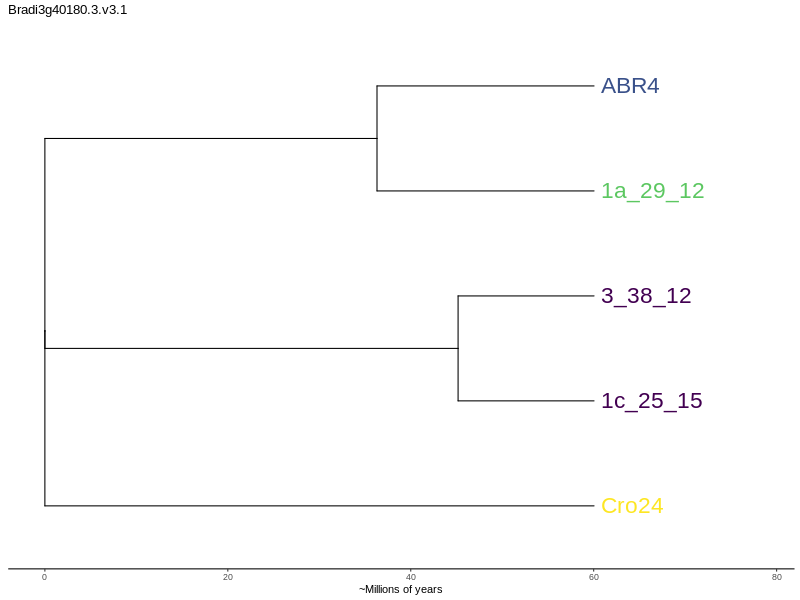 Bradi3g40180.3.v3.1
ABR4
1a_29_12
3_38_12
1c_25_15
Cro24
0 20 40 60 80
~Millions of years